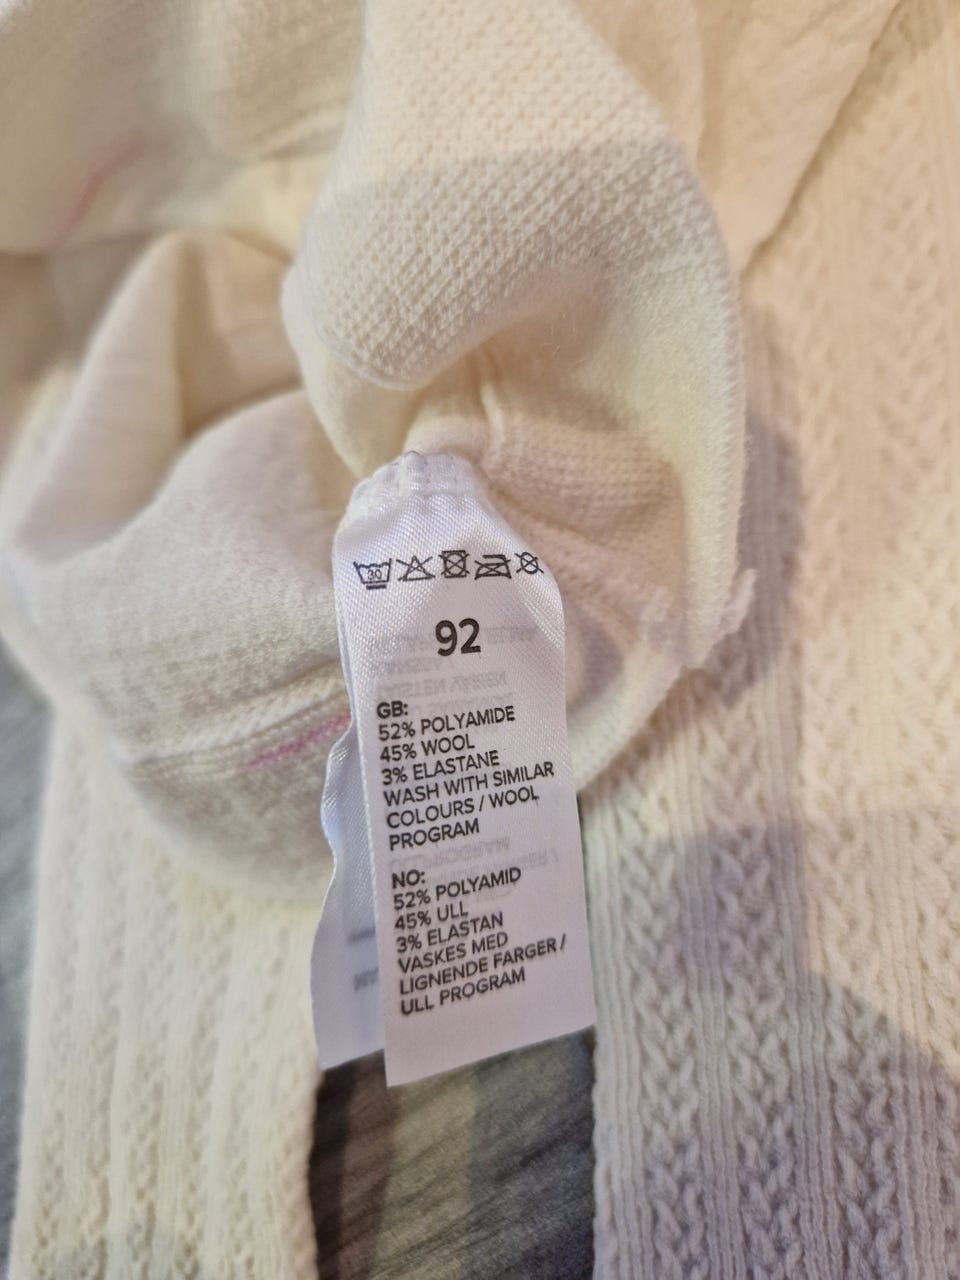 30
92
GB:
52% POLYAMIDE
45% WOOL
3% ELASTANE
WASH WITH SIMILAR
COLOURS / WOOL
PROGRAM
NO:
52% POLYAMID
45% ULL
3% ELASTAN
VASKES MED
LIGNENDE FARGER /
ULL PROGRAM